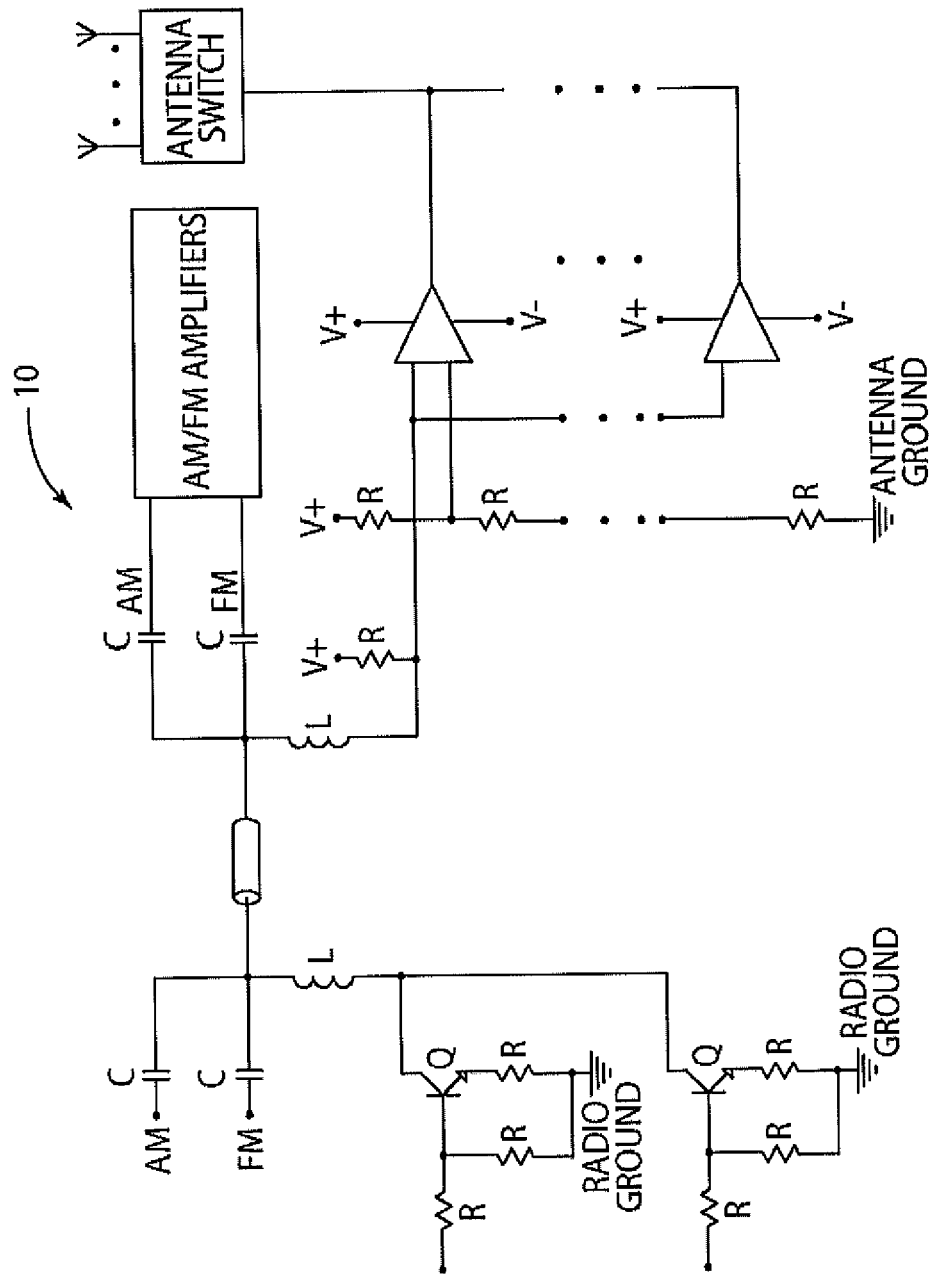 10
C
AM
C
FM
C
AM
C
FM
AM/FM AMPLIFIERS
ANTENNA
SWITCH
L
L
V+
R
V+
R
R
V+
V-
Q
R
R
R
RADIO
GROUND
V+
V-
Q
R
R
R
RADIO
GROUND
R
ANTENNA
GROUND